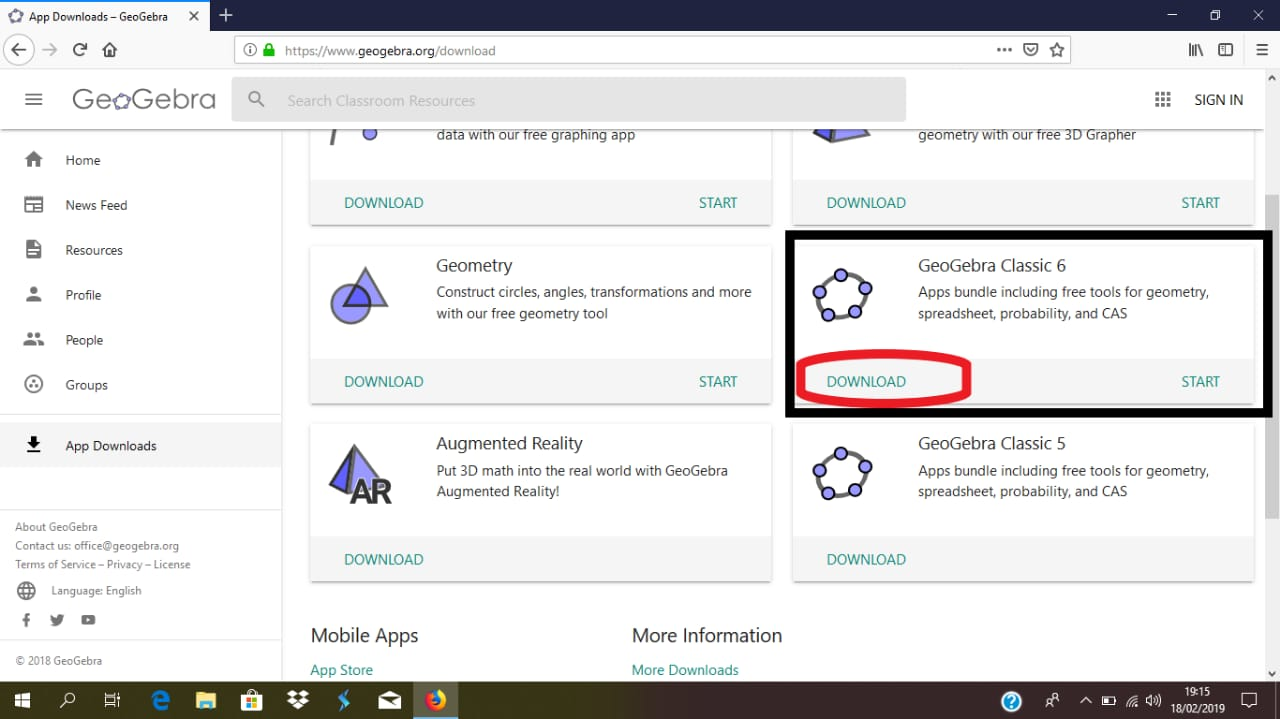 App Downloads – GeoGebra
https://www.geogebra.org/download
GeoGebra
Search Classroom Resources
SIGN IN
Home
News Feed
Resources
Profile
People
Groups
App Downloads
About GeoGebra
Contact us: office@geogebra.org
Terms of Service – Privacy – License
Language: English
© 2018 GeoGebra
data with our free graphing app
DOWNLOAD START
geometry with our free 3D Grapher
DOWNLOAD START
Geometry
Construct circles, angles, transformations and more
with our free geometry tool
DOWNLOAD START
GeoGebra Classic 6
Apps bundle including free tools for geometry,
spreadsheet, probability, and CAS
DOWNLOAD START
AR
Augmented Reality
Put 3D math into the real world with GeoGebra
Augmented Reality!
DOWNLOAD
GeoGebra Classic 5
Apps bundle including free tools for geometry,
spreadsheet, probability, and CAS
DOWNLOAD
Mobile Apps
App Store
More Information
More Downloads
19:15
18/02/2019